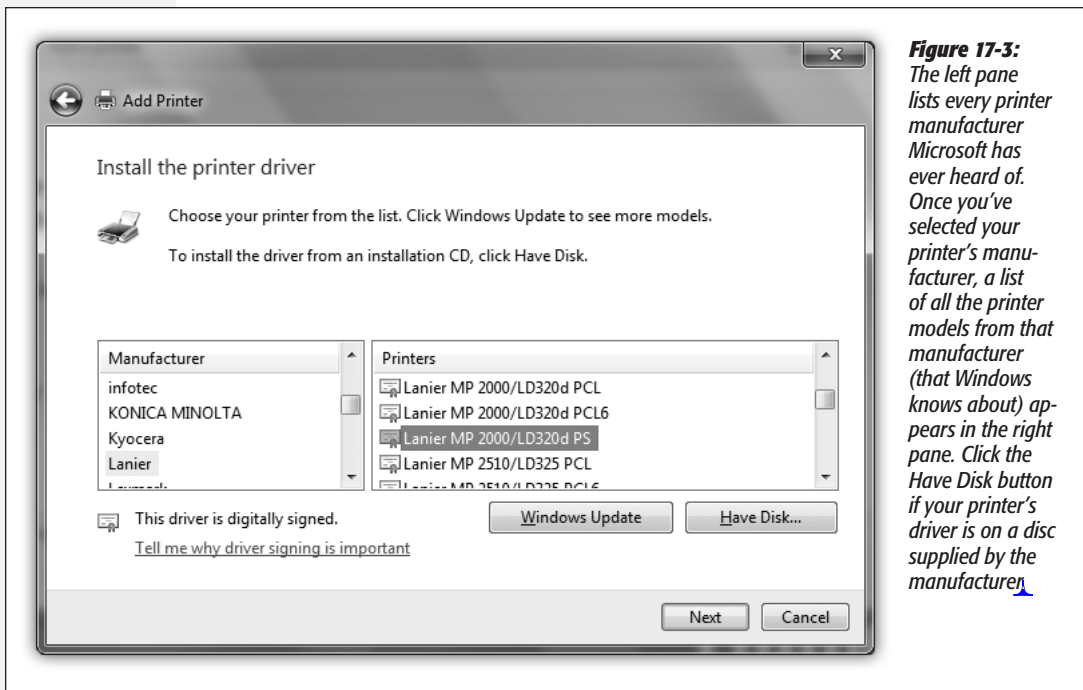 Add Printer
Install the printer driver
Choose your printer from the list. Click Windows Update to see more models.
To install the driver from an installation CD, click Have Disk.
Manufacturer
infotec
KONICA MINOLTA
Kyocera
Lanier
Printers
Lanier MP 2000/LD320d PCL
Lanier MP 2000/LD320d PCL6
Lanier MP 2000/LD320d PS
Lanier MP 2510/LD325 PCL
Lanier MP 2510/LD325 PCL6
This driver is digitally signed.
Tell me why driver signing is important
Windows Update
Have Disk...
Next
Cancel
Figure 17-3:
The left pane
lists every printer
manufacturer
Microsoft has
ever heard of.
Once you've
selected your
printer's manu-
facturer, a list
of all the printer
models from that
manufacturer
(that Windows
knows about) ap-
pears in the right
pane. Click the
Have Disk button
if your printer's
driver is on a disc
supplied by the
manufacturer.